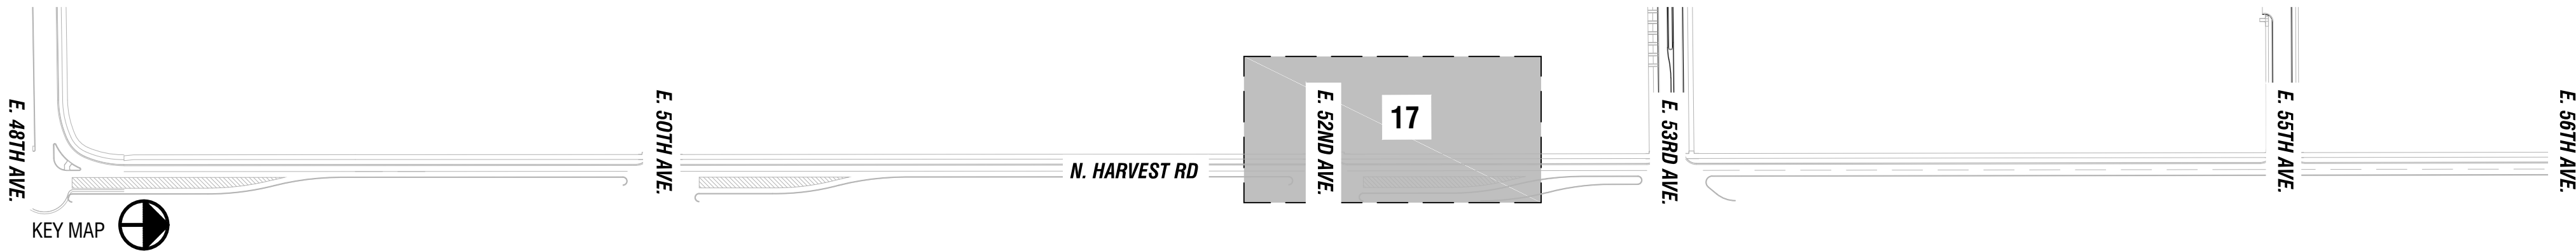 E. 48TH AVE.
E. 50TH AVE.
N. HARVEST RD
E. 52ND AVE.
17
E. 53RD AVE.
E. 55TH AVE.
E. 56TH AVE.
KEY MAP